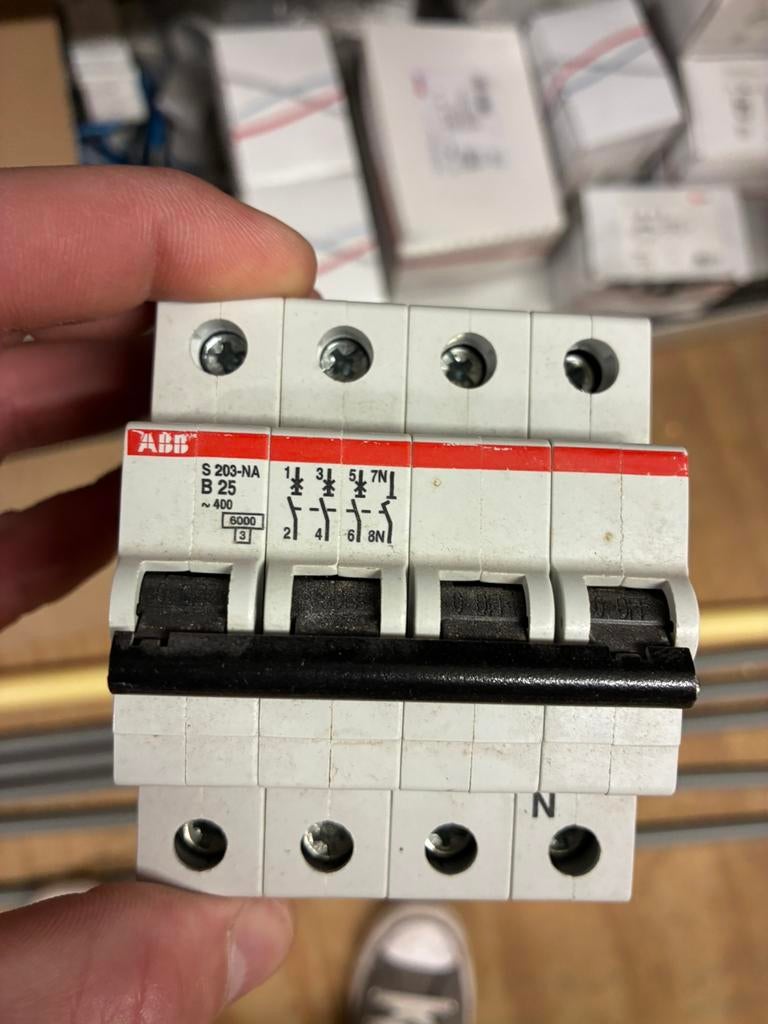 ABB
S 203-NA
B 25
~ 400
6000
3
1 3 5 7N
2 4 6 8N
0-OFF
0-OFF
N